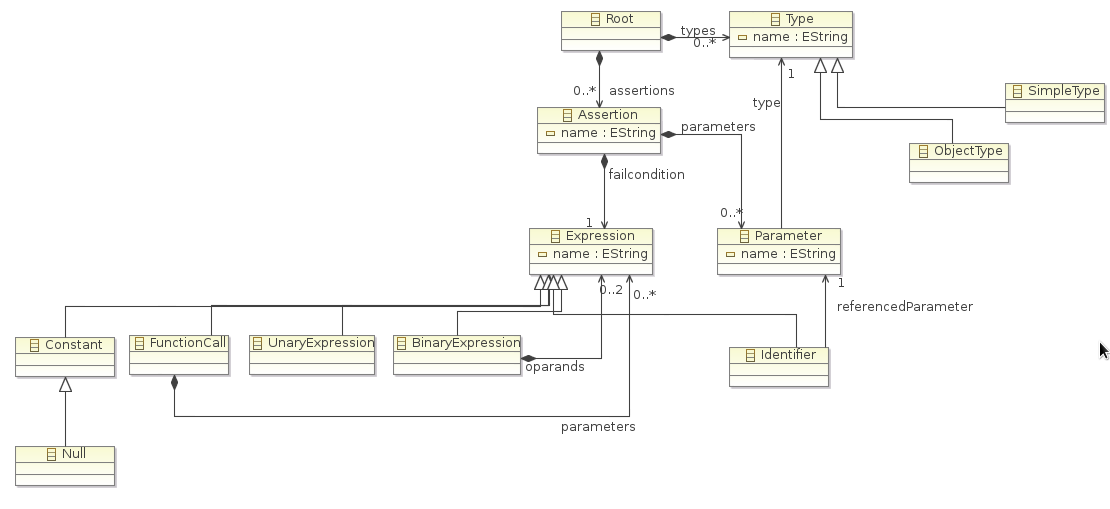 Root
types
0..*
Type
name : EString
0..*
assertions
1
type
SimpleType
Assertion
name : EString
parameters
ObjectType
failcondition
1
0..*
Expression
name : EString
Parameter
name : EString
0..2
0..*
1
referencedParameter
Constant
FunctionCall
UnaryExpression
BinaryExpression
oparands
Identifier
parameters
Null